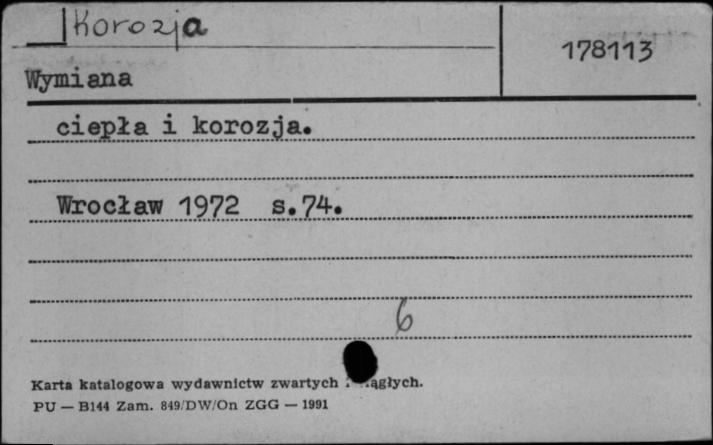 Korozja
178113
Wymiana
ciepła i korozja.
Wrocław 1972 s.74.
6
Karta katalogowa wydawnictw zwartych
PU — B144 Zam. 849/DW/On ZGG — 1991